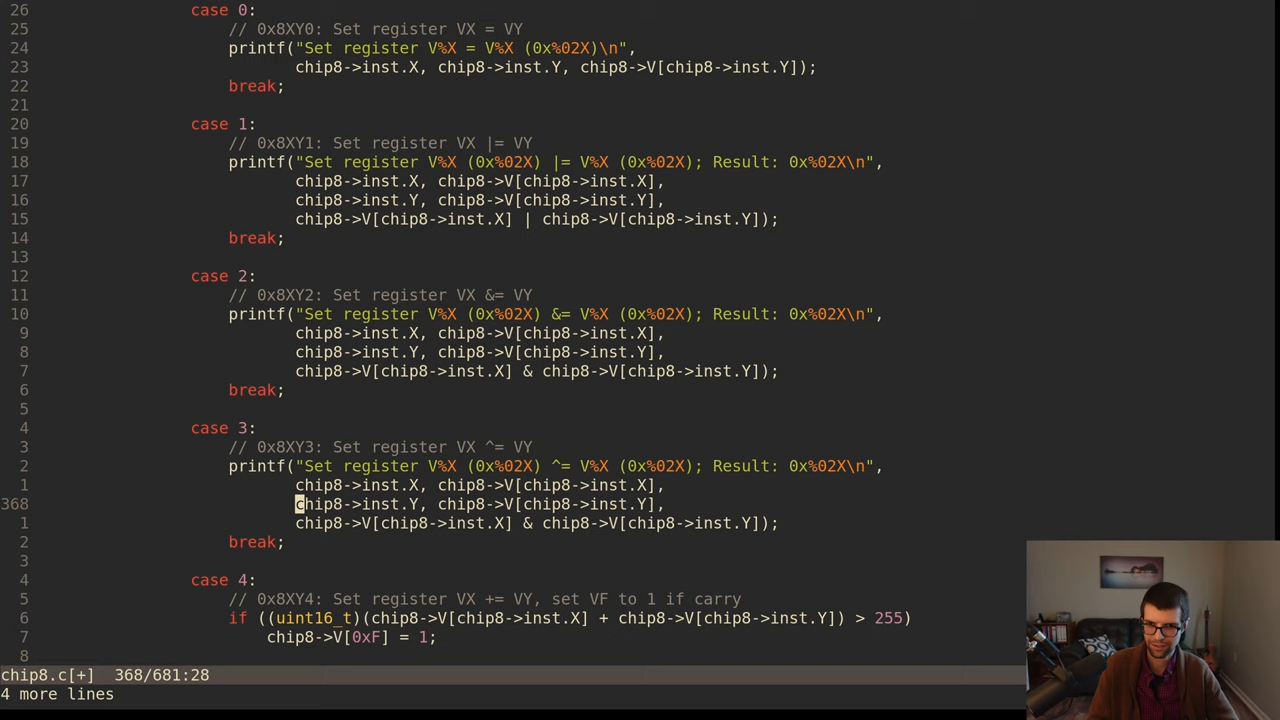 26                 case 0:
25                     // 0x8XY0: Set register VX = VY
24                     printf("Set register V%X = V%X (0x%02X)\n",
23                            chip8->inst.X, chip8->inst.Y, chip8->V[chip8->inst.Y]);
22                     break;
21
20                 case 1:
19                     // 0x8XY1: Set register VX |= VY
18                     printf("Set register V%X (0x%02X) |= V%X (0x%02X); Result: 0x%02X\n",
17                            chip8->inst.X, chip8->V[chip8->inst.X],
16                            chip8->inst.Y, chip8->V[chip8->inst.Y],
15                            chip8->V[chip8->inst.X] | chip8->V[chip8->inst.Y]);
14                     break;
13
12                 case 2:
11                     // 0x8XY2: Set register VX &= VY
10                     printf("Set register V%X (0x%02X) &= V%X (0x%02X); Result: 0x%02X\n",
9                            chip8->inst.X, chip8->V[chip8->inst.X],
8                            chip8->inst.Y, chip8->V[chip8->inst.Y],
7                            chip8->V[chip8->inst.X] & chip8->V[chip8->inst.Y]);
6                     break;
5
4                 case 3:
3                     // 0x8XY3: Set register VX ^= VY
2                     printf("Set register V%X (0x%02X) ^= V%X (0x%02X); Result: 0x%02X\n",
1                            chip8->inst.X, chip8->V[chip8->inst.X],
368                            chip8->inst.Y, chip8->V[chip8->inst.Y],
1                            chip8->V[chip8->inst.X] & chip8->V[chip8->inst.Y]);
2                     break;
3
4                 case 4:
5                     // 0x8XY4: Set register VX += VY, set VF to 1 if carry
6                     if ((uint16_t)(chip8->V[chip8->inst.X] + chip8->V[chip8->inst.Y]) > 255)
7                         chip8->V[0xF] = 1;
8
chip8.c[+]  368/681:28
4 more lines